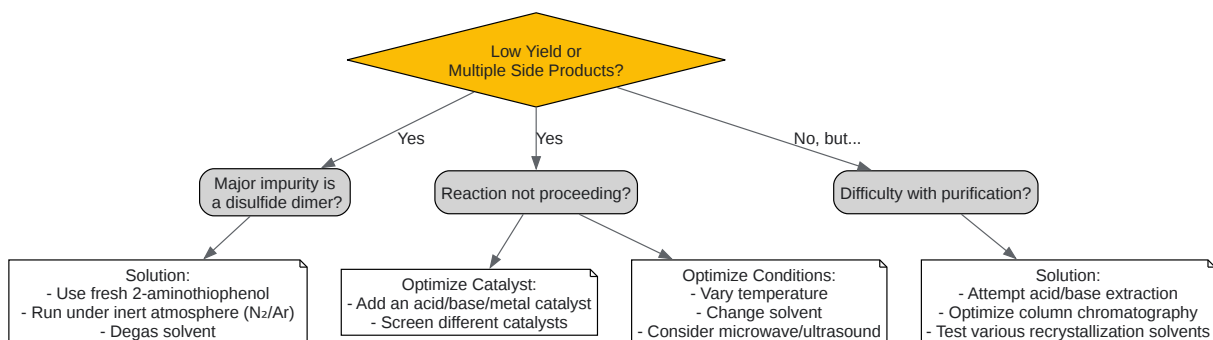 Low Yield or
Multiple Side Products?
Yes
Yes
No, but...
Major impurity is
a disulfide dimer?
Reaction not proceeding?
Difficulty with purification?
Solution:
- Use fresh 2-aminothiophenol
- Run under inert atmosphere (N₂/Ar)
- Degas solvent
Optimize Catalyst:
- Add an acid/base/metal catalyst
- Screen different catalysts
Optimize Conditions:
- Vary temperature
- Change solvent
- Consider microwave/ultrasound
Solution:
- Attempt acid/base extraction
- Optimize column chromatography
- Test various recrystallization solvents